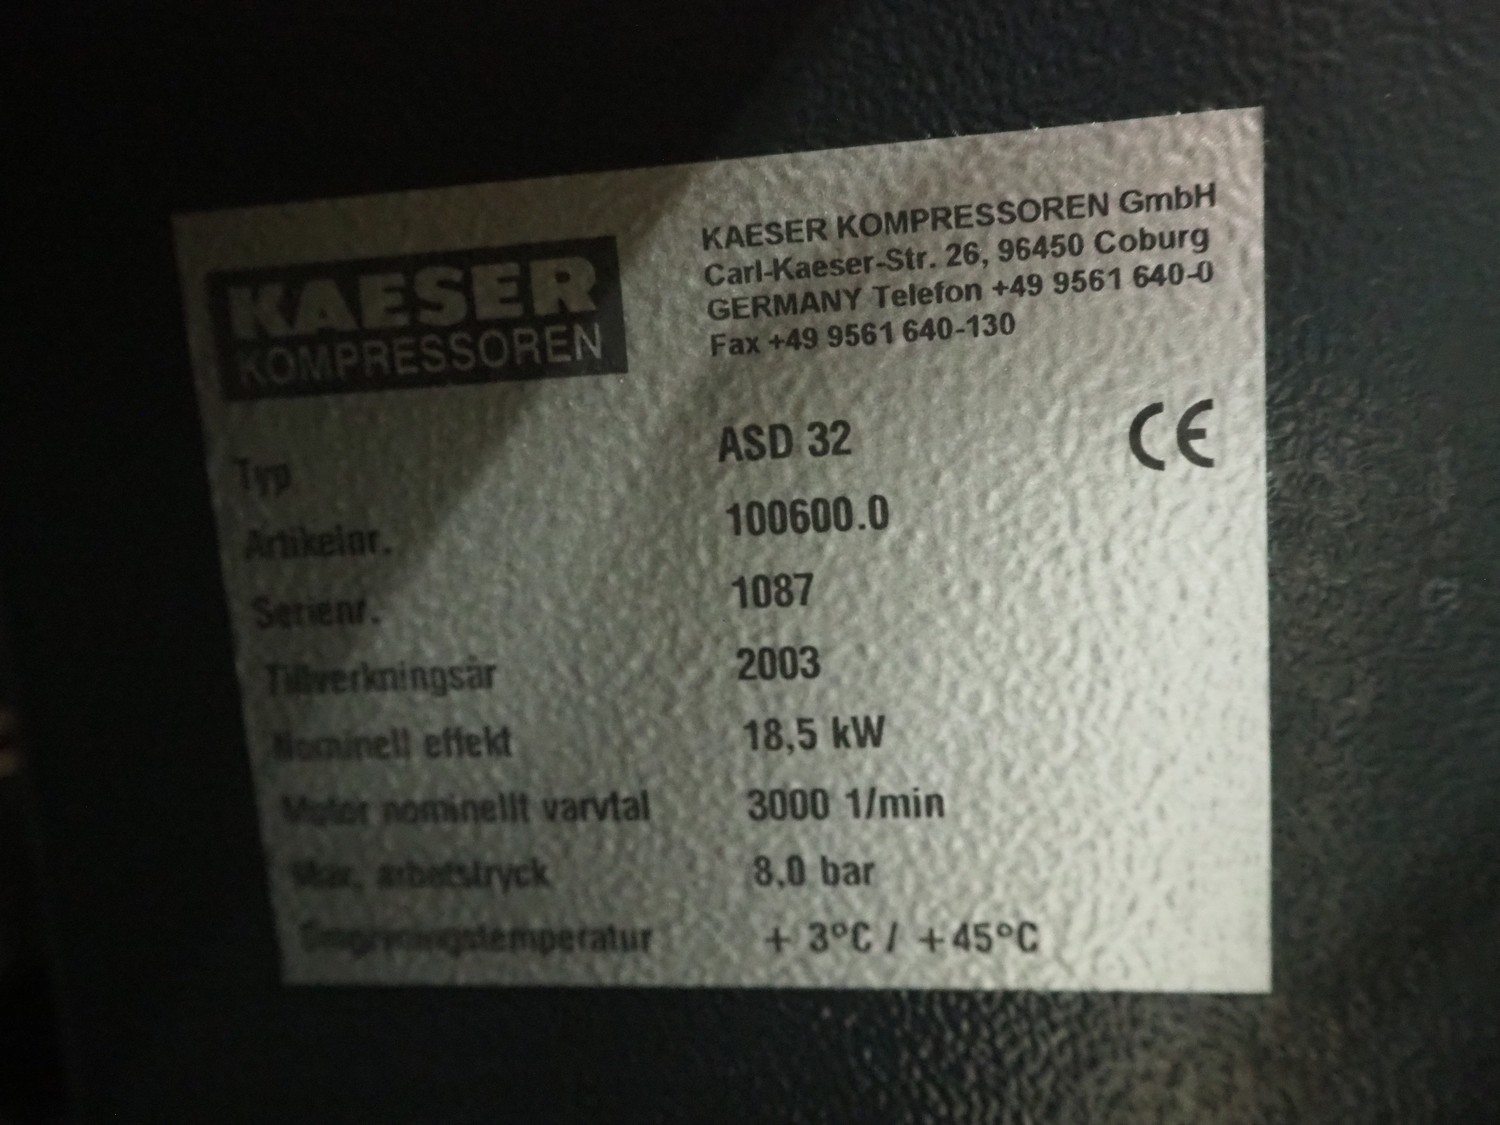 KAESER
KOMPRESSOREN
KAESER KOMPRESSOREN GmbH
Carl-Kaeser-Str. 26, 96450 Coburg
GERMANY Telefon +49 9561 640-0
Fax +49 9561 640-130
CE
Typ ASD 32
Artikelnr. 100600.0
Serienr. 1087
Tillverkningsår 2003
Nominell effekt 18,5 kW
Motor nominellt varvtal 3000 1/min
Max. arbetstryck 8,0 bar
Omgivningstemperatur + 3°C / +45°C